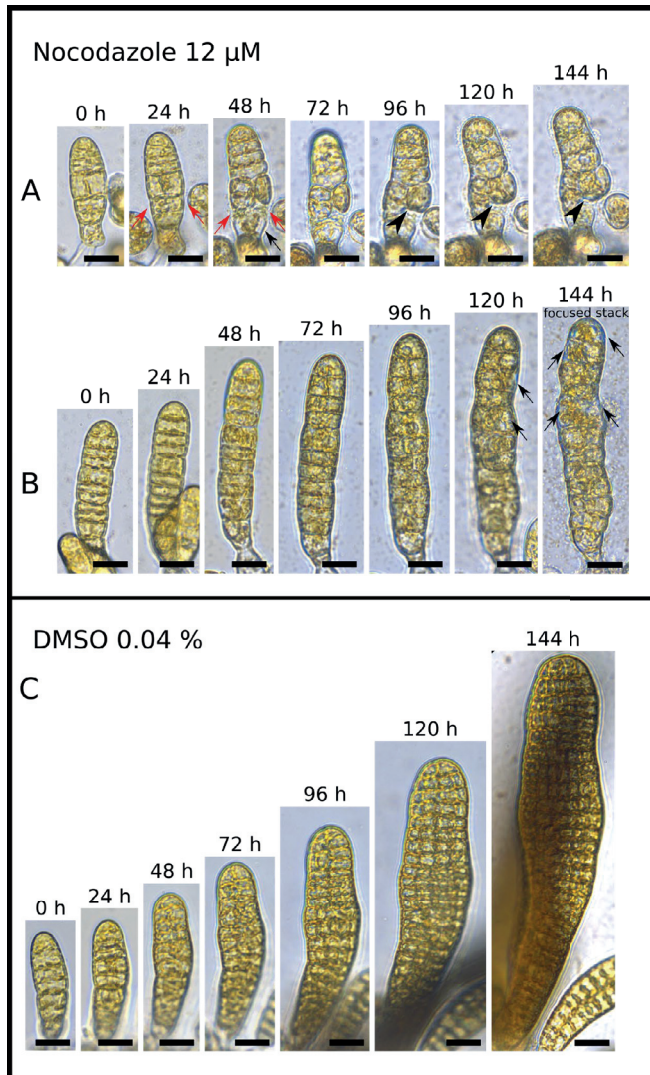 Nocodazole 12 µM
A
0 h
24 h
48 h
72 h
96 h
120 h
144 h
B
0 h
24 h
48 h
72 h
96 h
120 h
144 h
focused stack
DMSO 0.04 %
C
0 h
24 h
48 h
72 h
96 h
120 h
144 h